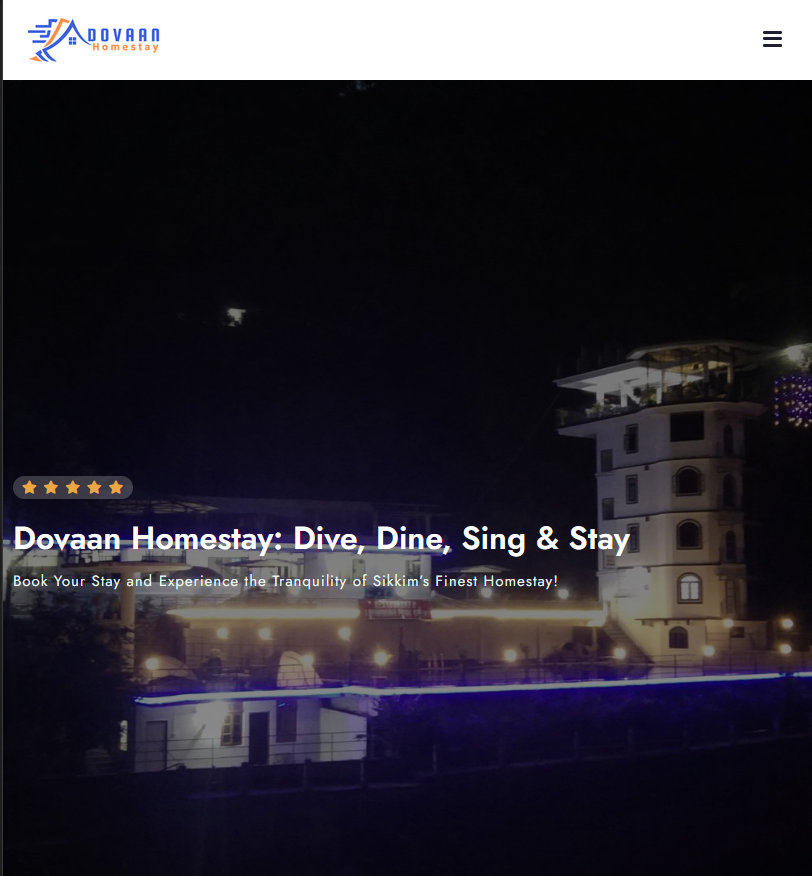 DOVAAN
Homestay
Dovaan Homestay: Dive, Dine, Sing & Stay
Book Your Stay and Experience the Tranquility of Sikkim's Finest Homestay!